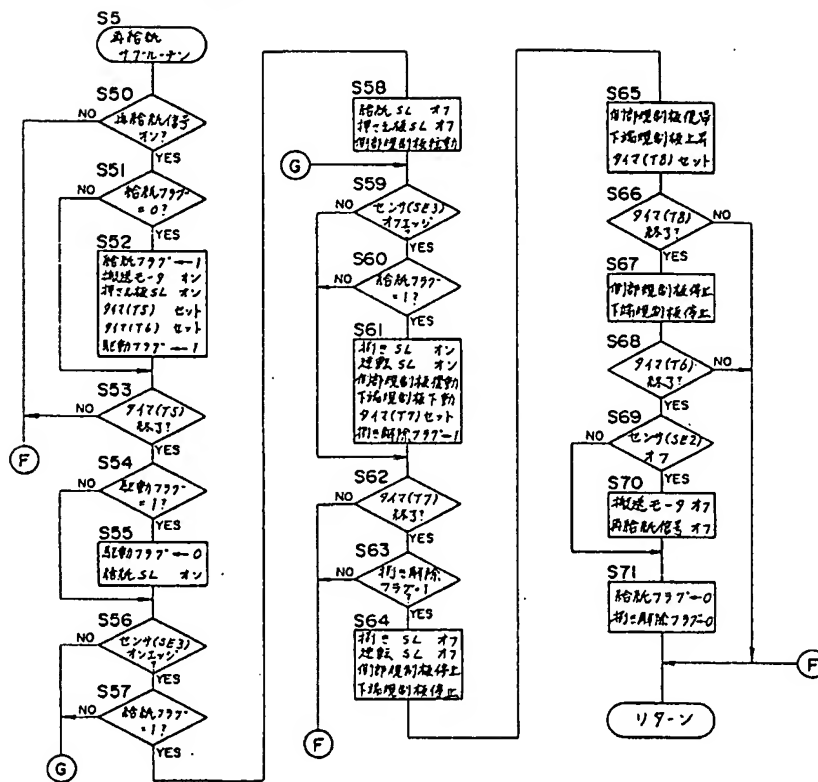 S5
再給紙
サブルーチン
S50
再給紙信号
オン?
NO
YES
S51
給紙フラグ
=0?
NO
YES
S52
給紙フラグ←1
搬送モータ オン
押さえ板SL オン
タイマ(T5) セット
タイマ(T6) セット
駆動フラグ←1
S53
タイマ(T5)
終了?
NO
YES
F
S54
駆動フラグ
=1?
NO
YES
S55
駆動フラグ←0
給紙SL オン
S56
センサ(SE3)
オンエッジ
?
NO
YES
S57
給紙フラグ
=1?
NO
YES
G
S58
給紙SL オフ
押さえ板SL オフ
側部規制板
G
S59
センサ(SE3)
オフエッジ
?
NO
YES
S60
給紙フラグ
=1?
NO
YES
S61
捌きSL オン
逆転SL オン
側部規制板摺動
下端規制板下動
タイマ(T7)セット
捌き解除フラグ←1
S62
タイマ(T7)
終了?
NO
YES
S63
捌き解除
フラグ=1
?
NO
YES
S64
捌きSL オフ
逆転SL オフ
側部規制板停止
下端規制板停止
F
S65
側部規制板復帰
下端規制板上昇
タイマ(T8)セット
S66
タイマ(T8)
終了?
NO
YES
S67
側部規制板停止
下端規制板停止
S68
タイマ(T6)
終了?
NO
YES
S69
センサ(SE2)
オフ
NO
YES
S70
搬送モータ オフ
再給紙信号 オフ
S71
給紙フラグ←0
捌き解除フラグ←0
F
リターン